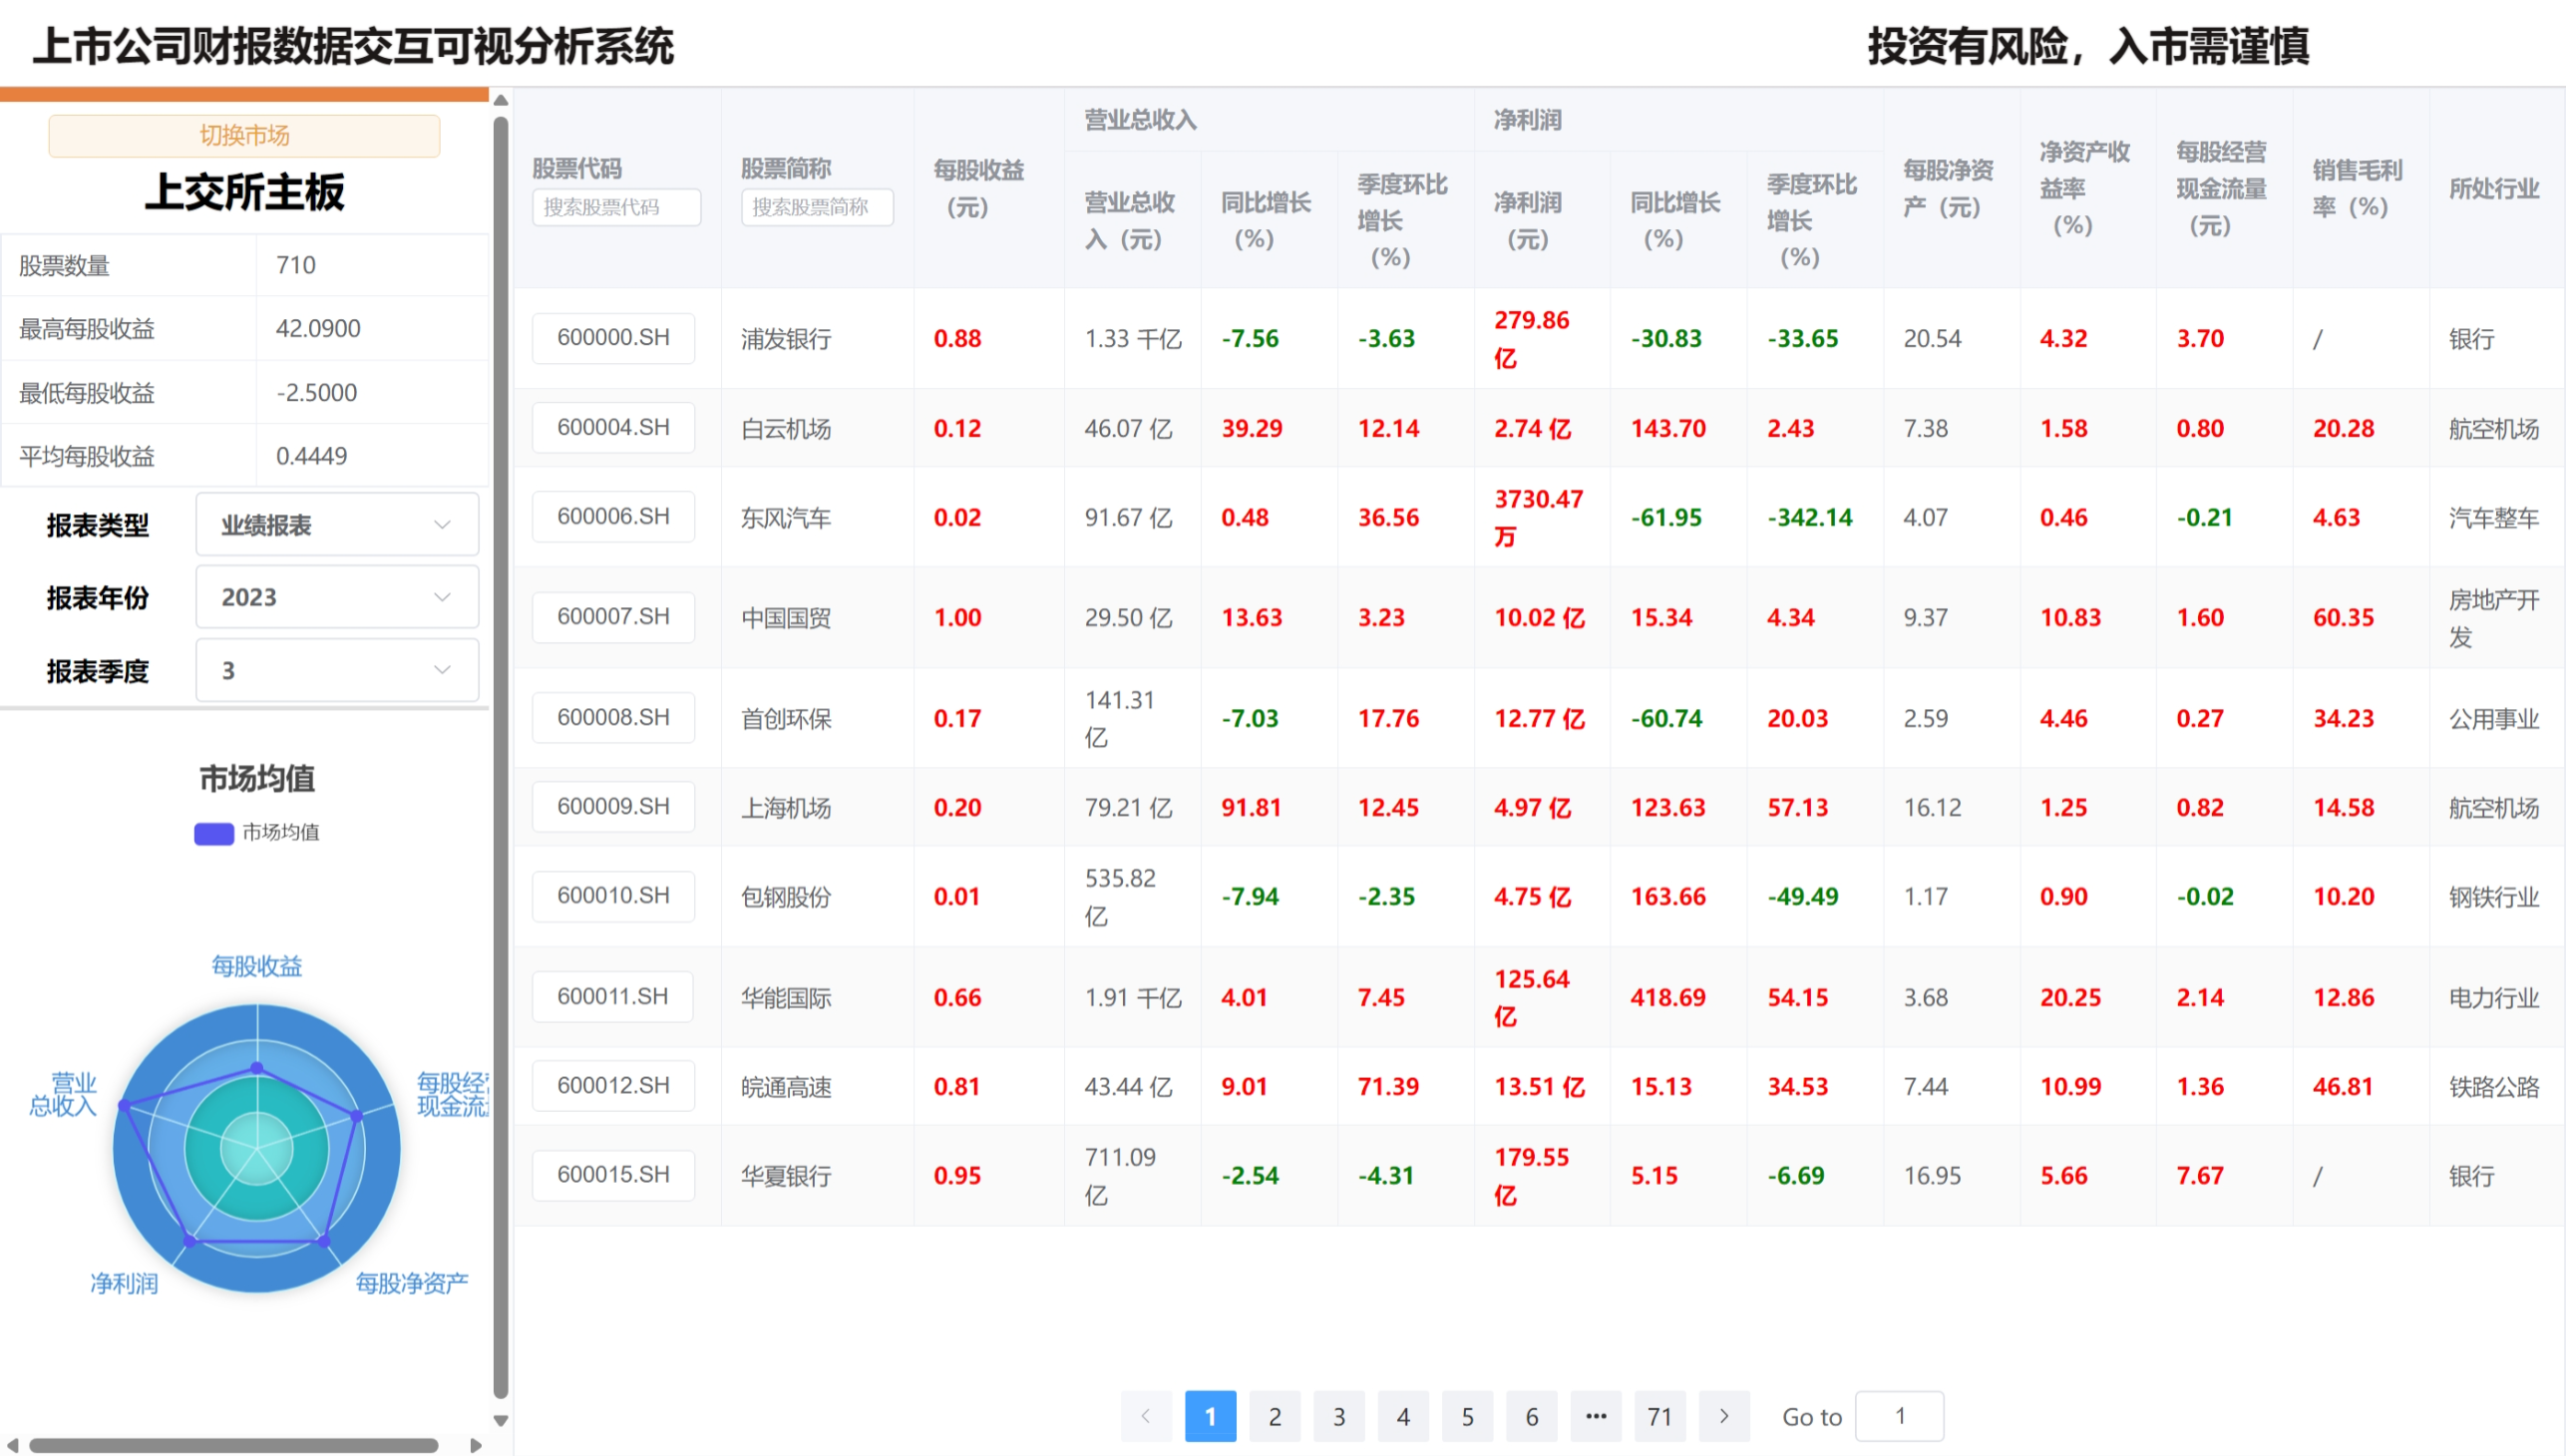 上市公司财报数据交互可视分析系统
投资有风险，入市需谨慎
切换市场
上交所主板
股票数量 710
最高每股收益 42.0900
最低每股收益 -2.5000
平均每股收益 0.4449
报表类型 业绩报表
报表年份 2023
报表季度 3
市场均值
市场均值
每股收益
营业
总收入
每股经
现金流
净利润
每股净资产
股票代码
搜索股票代码
股票简称
搜索股票简称
每股收益
（元）
营业总收入
营业总收
入（元）
同比增长
（%）
季度环比
增长
（%）
净利润
净利润
（元）
同比增长
（%）
季度环比
增长
（%）
每股净资
产（元）
净资产收
益率
（%）
每股经营
现金流量
（元）
销售毛利
率（%）
所处行业
600000.SH 浦发银行 0.88 1.33 千亿 -7.56 -3.63 279.86 亿 -30.83 -33.65 20.54 4.32 3.70 / 银行
600004.SH 白云机场 0.12 46.07 亿 39.29 12.14 2.74 亿 143.70 2.43 7.38 1.58 0.80 20.28 航空机场
600006.SH 东风汽车 0.02 91.67 亿 0.48 36.56 3730.47 万 -61.95 -342.14 4.07 0.46 -0.21 4.63 汽车整车
600007.SH 中国国贸 1.00 29.50 亿 13.63 3.23 10.02 亿 15.34 4.34 9.37 10.83 1.60 60.35 房地产开发
600008.SH 首创环保 0.17 141.31 亿 -7.03 17.76 12.77 亿 -60.74 20.03 2.59 4.46 0.27 34.23 公用事业
600009.SH 上海机场 0.20 79.21 亿 91.81 12.45 4.97 亿 123.63 57.13 16.12 1.25 0.82 14.58 航空机场
600010.SH 包钢股份 0.01 535.82 亿 -7.94 -2.35 4.75 亿 163.66 -49.49 1.17 0.90 -0.02 10.20 钢铁行业
600011.SH 华能国际 0.66 1.91 千亿 4.01 7.45 125.64 亿 418.69 54.15 3.68 20.25 2.14 12.86 电力行业
600012.SH 皖通高速 0.81 43.44 亿 9.01 71.39 13.51 亿 15.13 34.53 7.44 10.99 1.36 46.81 铁路公路
600015.SH 华夏银行 0.95 711.09 亿 -2.54 -4.31 179.55 亿 5.15 -6.69 16.95 5.66 7.67 / 银行
1 2 3 4 5 6 ••• 71 Go to 1